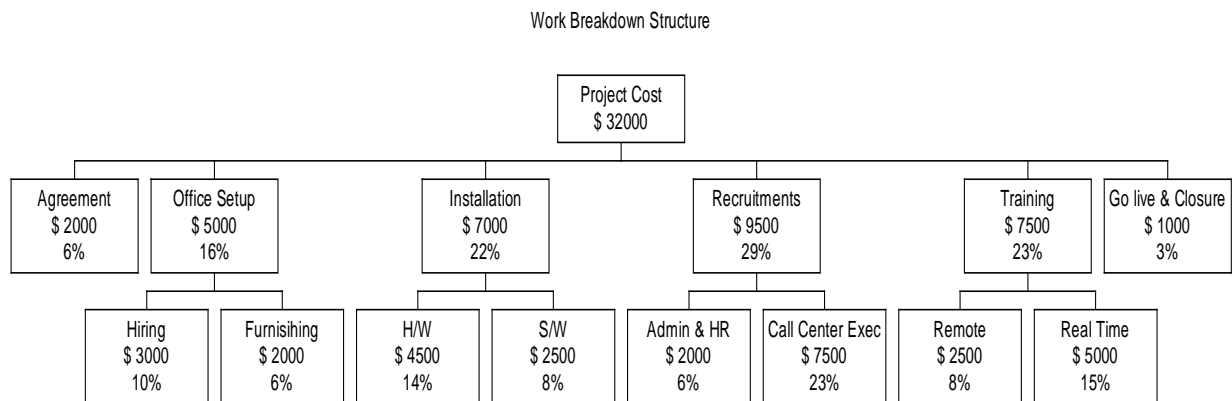 Work Breakdown Structure
Project Cost
$ 32000
Agreement
$ 2000
6%
Office Setup
$ 5000
16%
Installation
$ 7000
22%
Recruitments
$ 9500
29%
Training
$ 7500
23%
Go live & Closure
$ 1000
3%
Hiring
$ 3000
10%
Furnisihing
$ 2000
6%
H/W
$ 4500
14%
S/W
$ 2500
8%
Admin & HR
$ 2000
6%
Call Center Exec
$ 7500
23%
Remote
$ 2500
8%
Real Time
$ 5000
15%